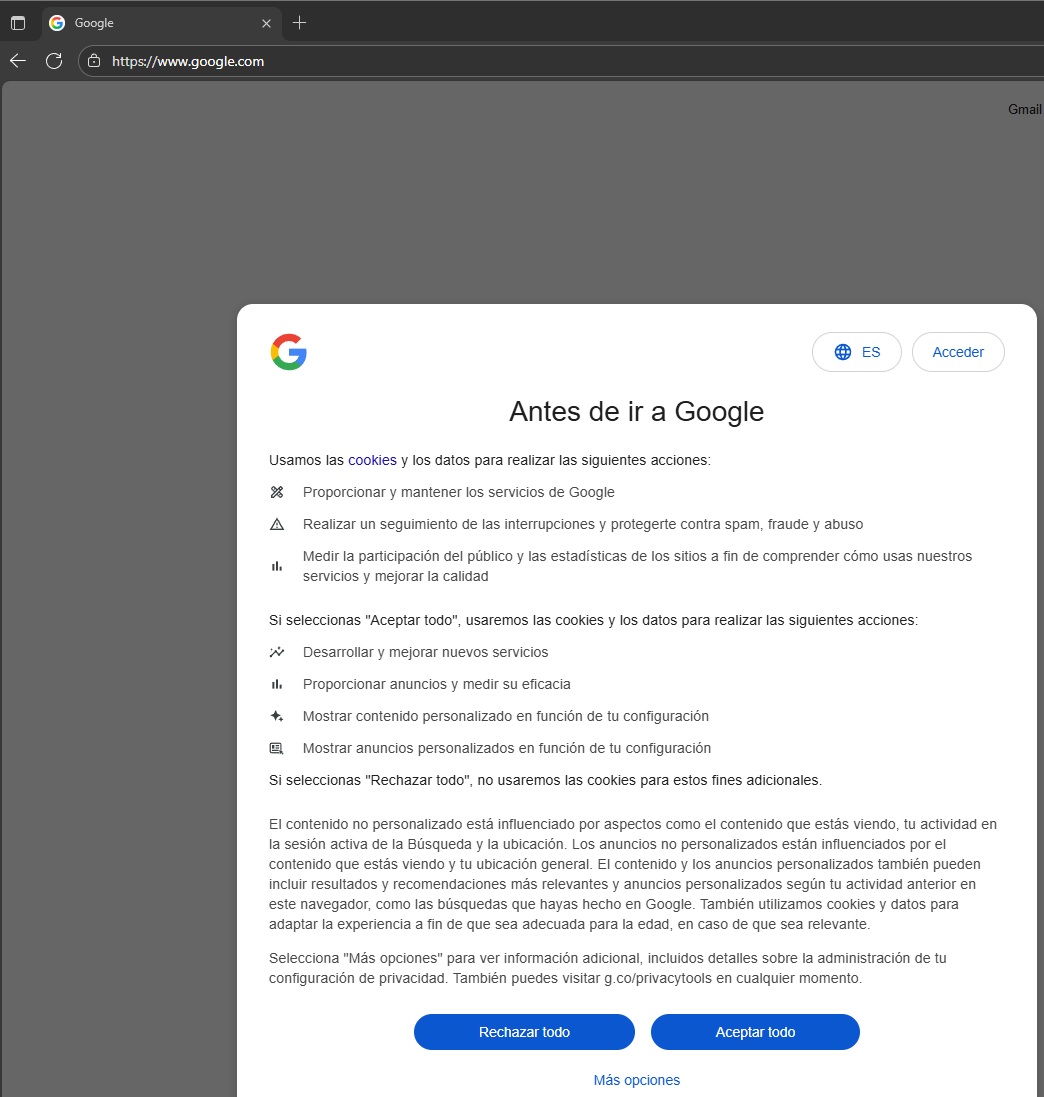 Google
https://www.google.com
Gmail
ES
Acceder
Antes de ir a Google
Usamos las cookies y los datos para realizar las siguientes acciones:
Proporcionar y mantener los servicios de Google
Realizar un seguimiento de las interrupciones y protegerte contra spam, fraude y abuso
Medir la participación del público y las estadísticas de los sitios a fin de comprender cómo usas nuestros
servicios y mejorar la calidad
Si seleccionas "Aceptar todo", usaremos las cookies y los datos para realizar las siguientes acciones:
Desarrollar y mejorar nuevos servicios
Proporcionar anuncios y medir su eficacia
Mostrar contenido personalizado en función de tu configuración
Mostrar anuncios personalizados en función de tu configuración
Si seleccionas "Rechazar todo", no usaremos las cookies para estos fines adicionales.
El contenido no personalizado está influenciado por aspectos como el contenido que estás viendo, tu actividad en
la sesión activa de la Búsqueda y la ubicación. Los anuncios no personalizados están influenciados por el
contenido que estás viendo y tu ubicación general. El contenido y los anuncios personalizados también pueden
incluir resultados y recomendaciones más relevantes y anuncios personalizados según tu actividad anterior en
este navegador, como las búsquedas que hayas hecho en Google. También utilizamos cookies y datos para
adaptar la experiencia a fin de que sea adecuada para la edad, en caso de que sea relevante.
Selecciona "Más opciones" para ver información adicional, incluidos detalles sobre la administración de tu
configuración de privacidad. También puedes visitar g.co/privacytools en cualquier momento.
Rechazar todo
Aceptar todo
Más opciones